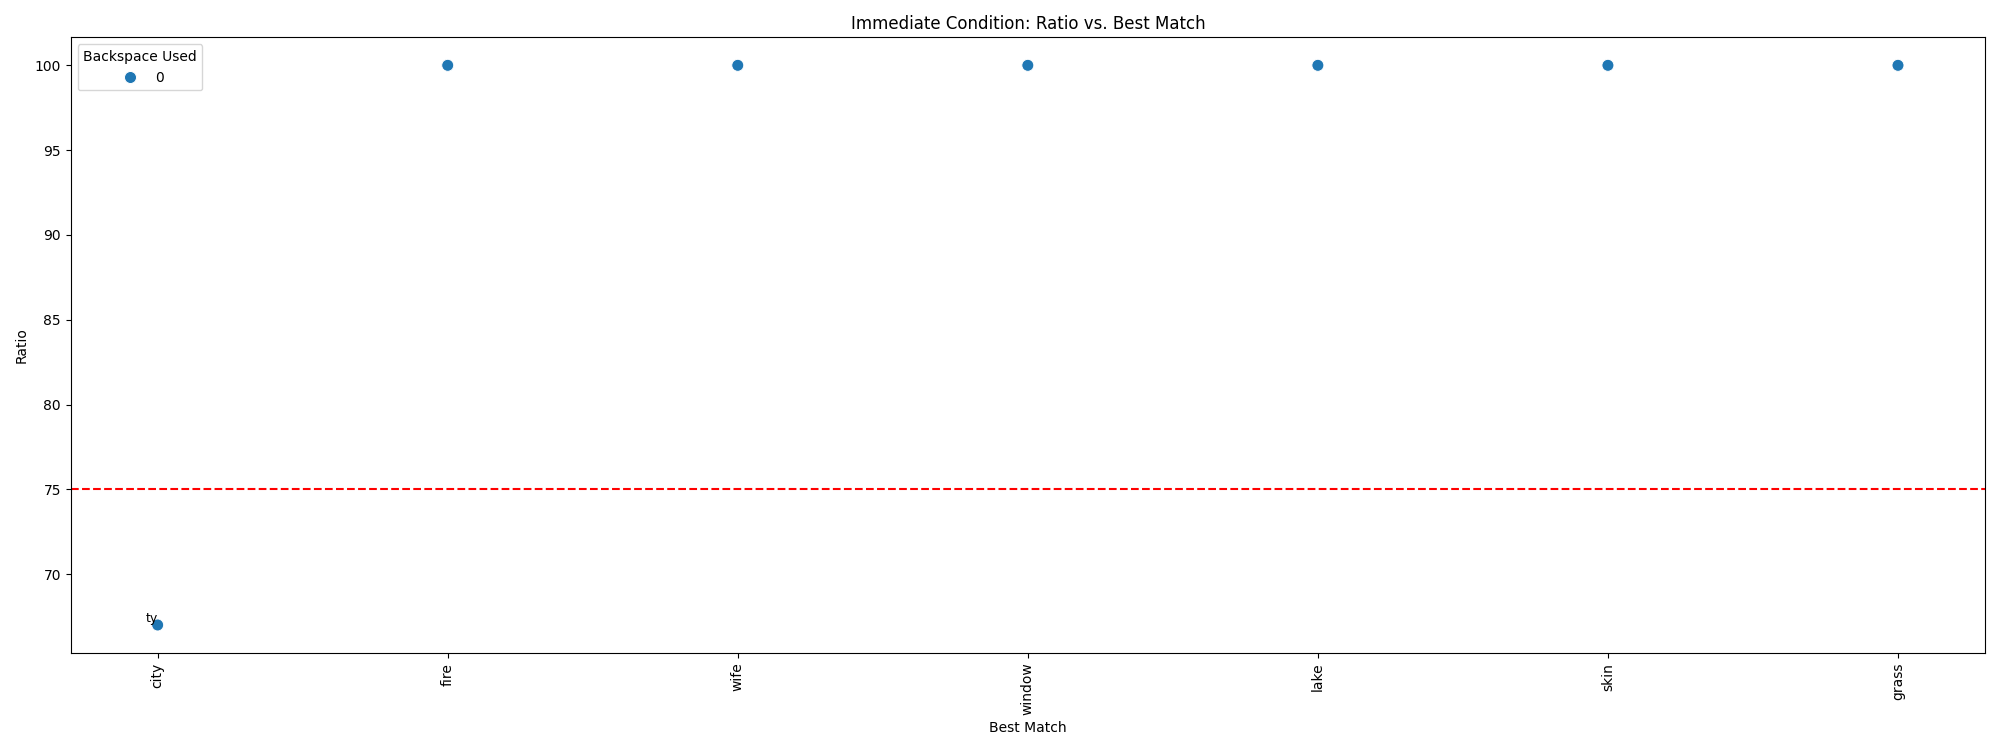 Immediate Condition: Ratio vs. Best Match
Backspace Used
0
100
95
90
85
80
75
70
Ratio
ty
city
fire
wife
window
lake
skin
grass
Best Match